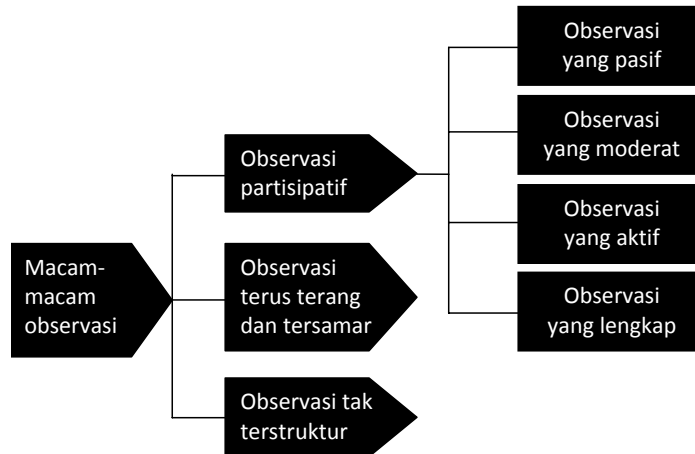 Macam-
macam
observasi
Observasi
partisipatif
Observasi
terus terang
dan tersamar
Observasi tak
terstruktur
Observasi
yang pasif
Observasi
yang moderat
Observasi
yang aktif
Observasi
yang lengkap